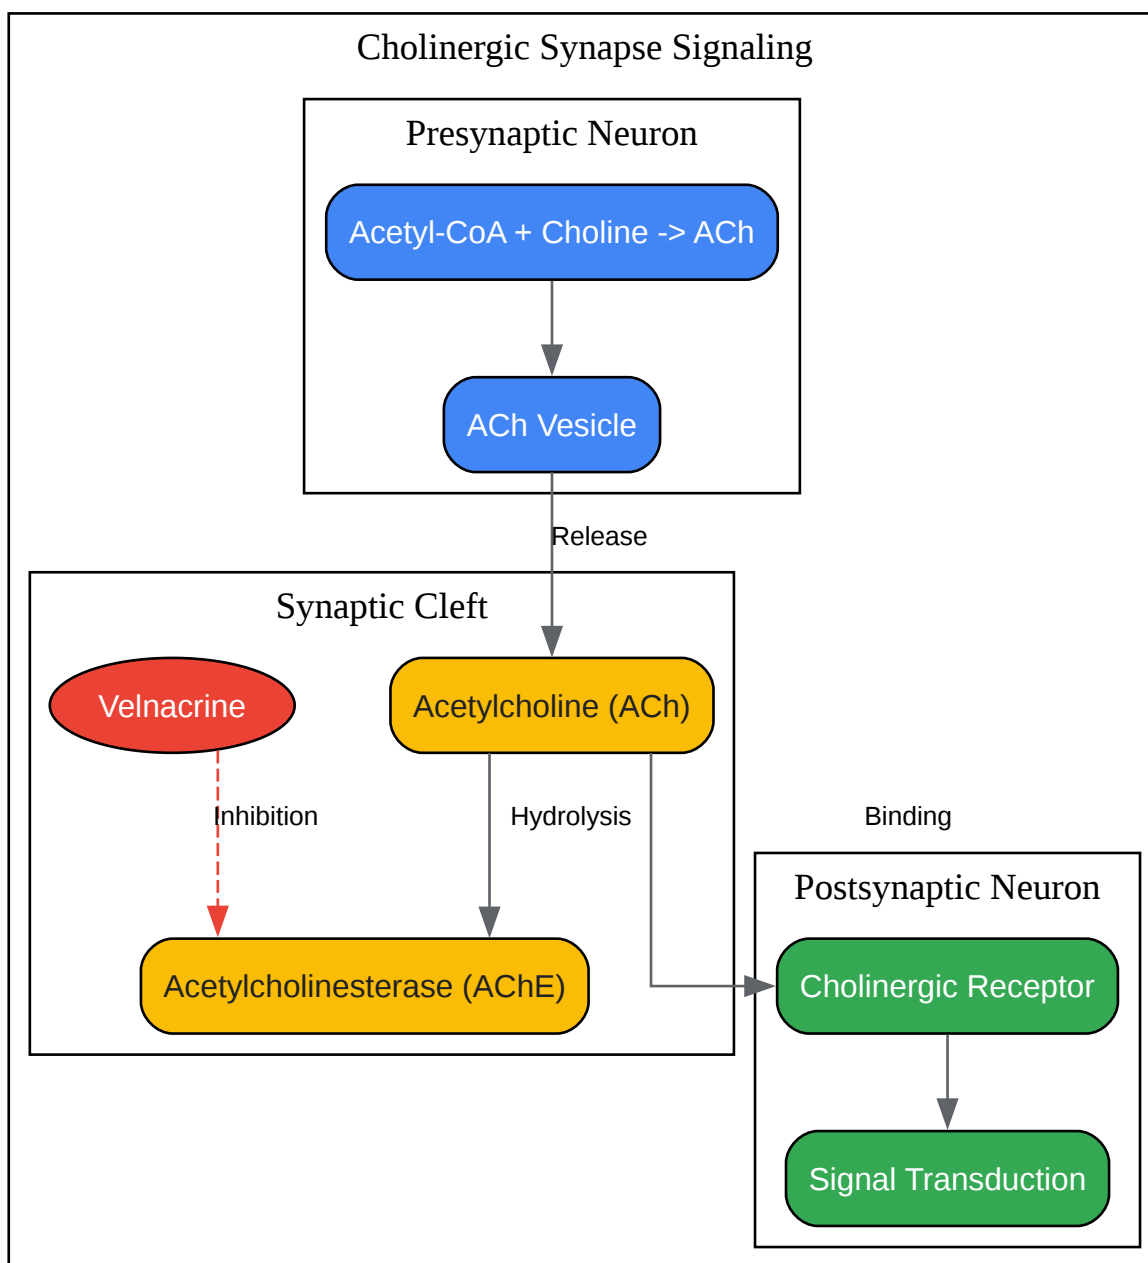 Cholinergic Synapse Signaling
Presynaptic Neuron
Acetyl-CoA + Choline -> ACh
ACh Vesicle
Release
Synaptic Cleft
Velnacrine
Acetylcholine (ACh)
Inhibition
Hydrolysis
Binding
Postsynaptic Neuron
Acetylcholinesterase (AChE)
Cholinergic Receptor
Signal Transduction